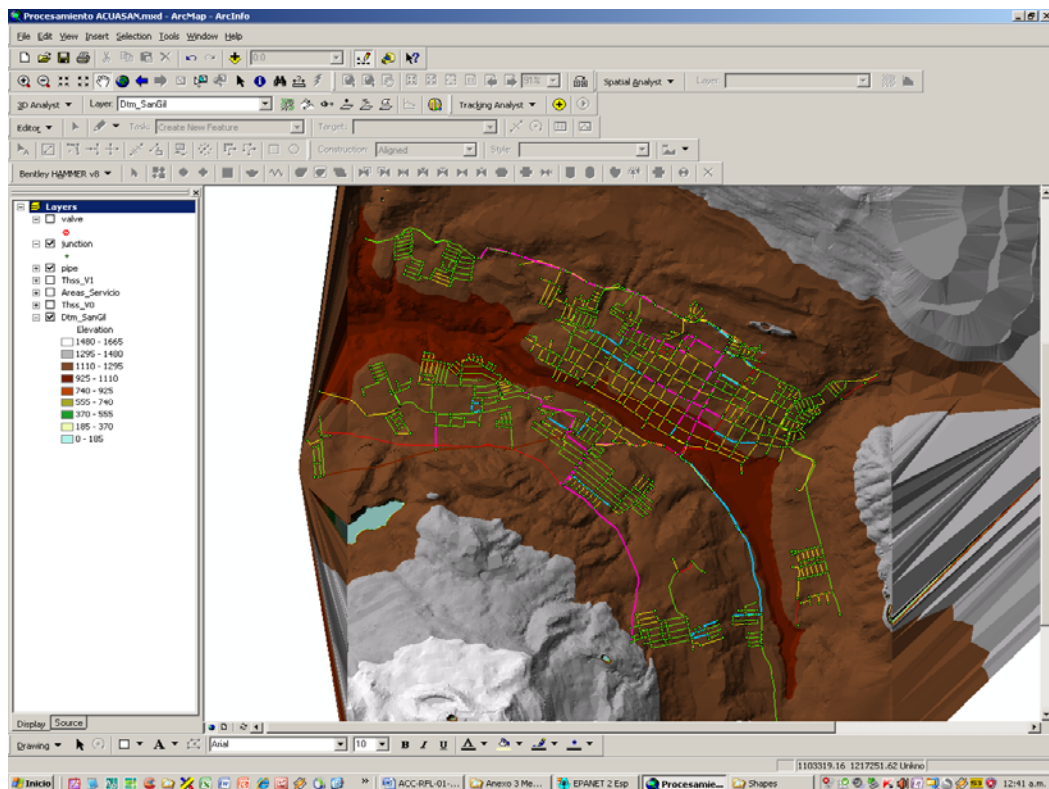 Procesamiento ACUASAN.mxd - ArcMap - ArcInfo
File Edit View Insert Selection Tools Window Help
0.0
91% Spatial Analyst Layer:
3D Analyst Layer: Dtm_SanGil Tracking Analyst
Editor Task: Create New Feature Target:
Construction: Aligned Style:
Bentley HAMMER v8
Layers
valve
junction
pipe
Thss_V1
Areas_Servicio
Thss_V0
Dtm_SanGil
Elevation
1480 - 1665
1295 - 1480
1110 - 1295
925 - 1110
740 - 925
555 - 740
370 - 555
185 - 370
0 - 185
Display Source
Drawing A Arial 10 B I U A
1103319.16 1217251.62 Unkno
Inicio ACC-RFL-01-... Anexo 3 Me... EPANET 2 Esp Procesamie... Shapes 12:41 a.m.